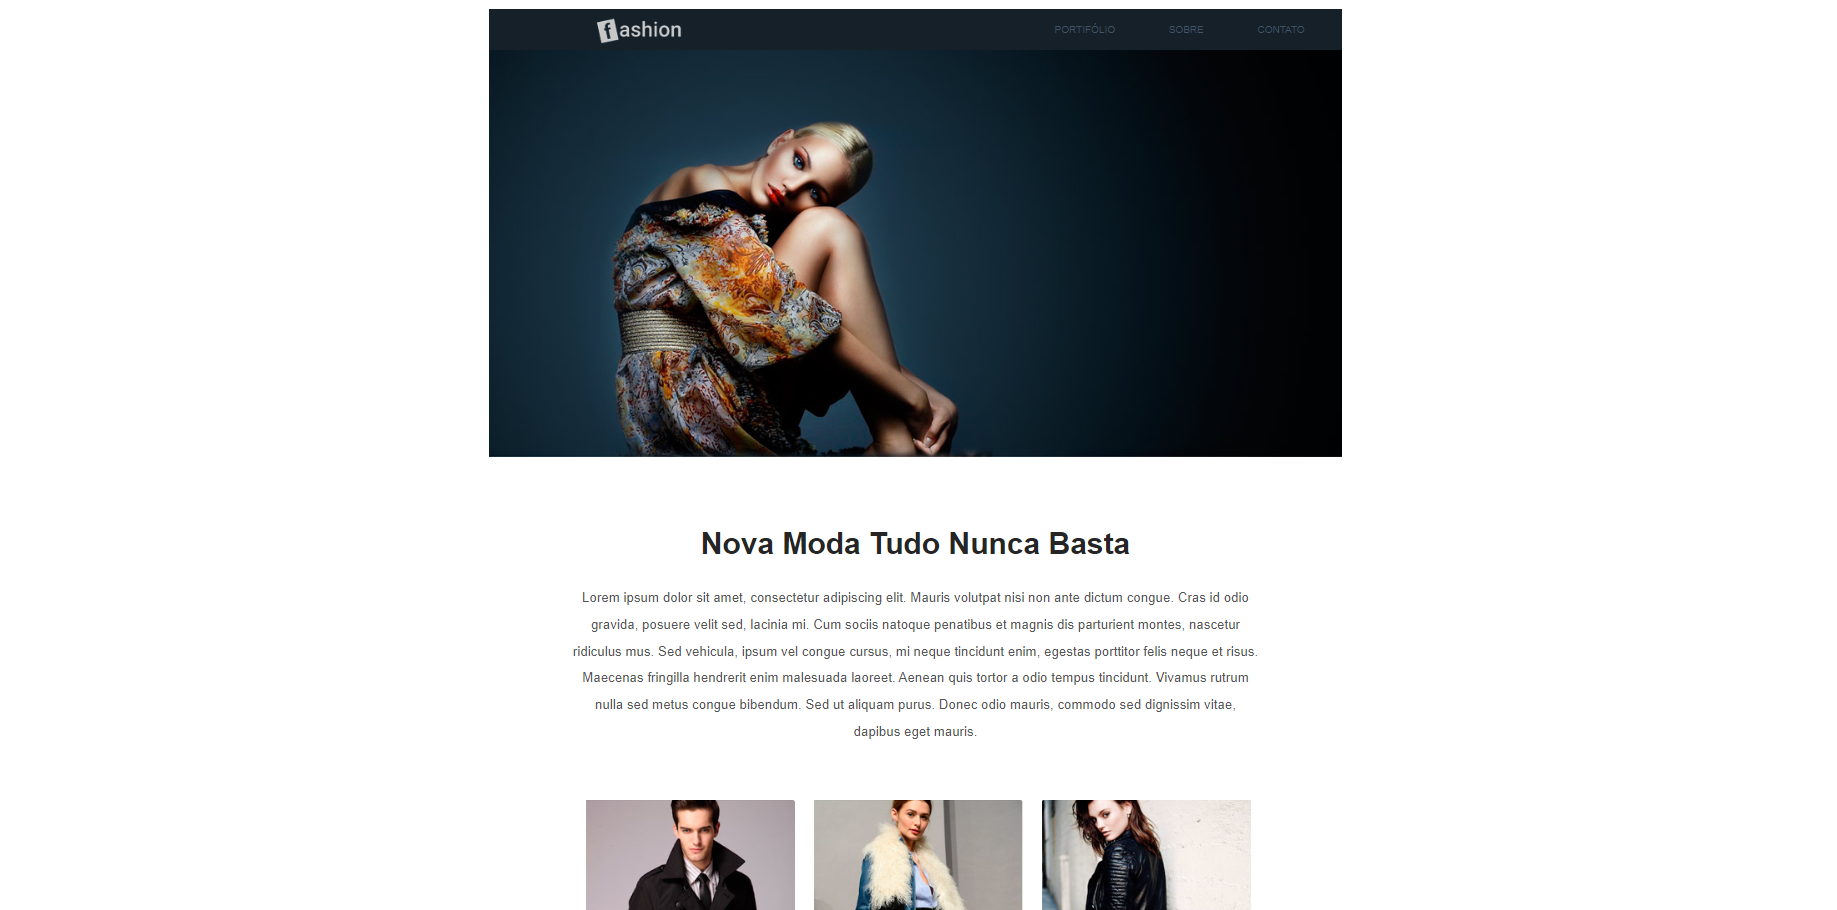 fashion
PORTIFÓLIO SOBRE CONTATO
Nova Moda Tudo Nunca Basta
Lorem ipsum dolor sit amet, consectetur adipiscing elit. Mauris volutpat nisi non ante dictum congue. Cras id odio
gravida, posuere velit sed, lacinia mi. Cum sociis natoque penatibus et magnis dis parturient montes, nascetur
ridiculus mus. Sed vehicula, ipsum vel congue cursus, mi neque tincidunt enim, egestas porttitor felis neque et risus.
Maecenas fringilla hendrerit enim malesuada laoreet. Aenean quis tortor a odio tempus tincidunt. Vivamus rutrum
nulla sed metus congue bibendum. Sed ut aliquam purus. Donec odio mauris, commodo sed dignissim vitae,
dapibus eget mauris.